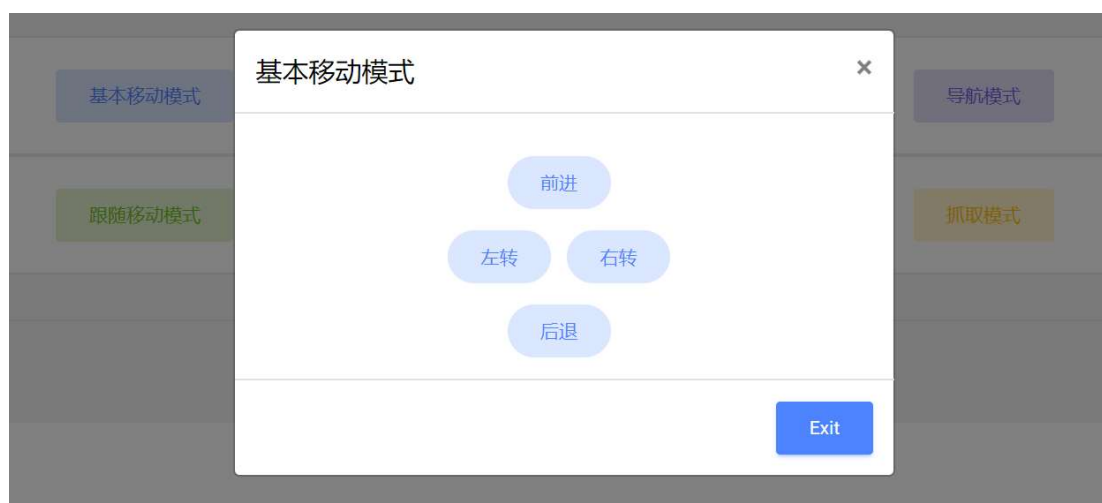 基本移动模式 ×
基本移动模式
导航模式
前进
跟随移动模式
抓取模式
左转 右转
后退
Exit